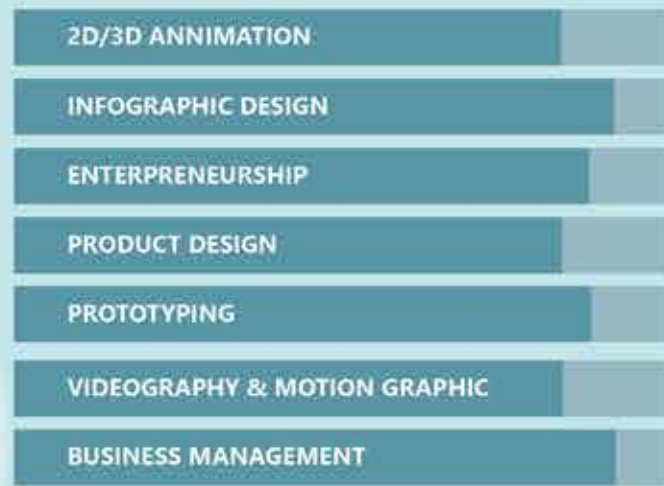 2D/3D ANNIMATION
INFOGRAPHIC DESIGN
ENTERPRENEURSHIP
PRODUCT DESIGN
PROTOTYPING
VIDEOGRAPHY & MOTION GRAPHIC
BUSINESS MANAGEMENT